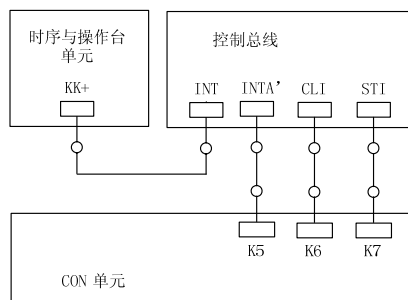 时序与操作台
单元
控制总线
KK+
INT
INTA'
CLI
STI
K5
K6
K7
CON 单元